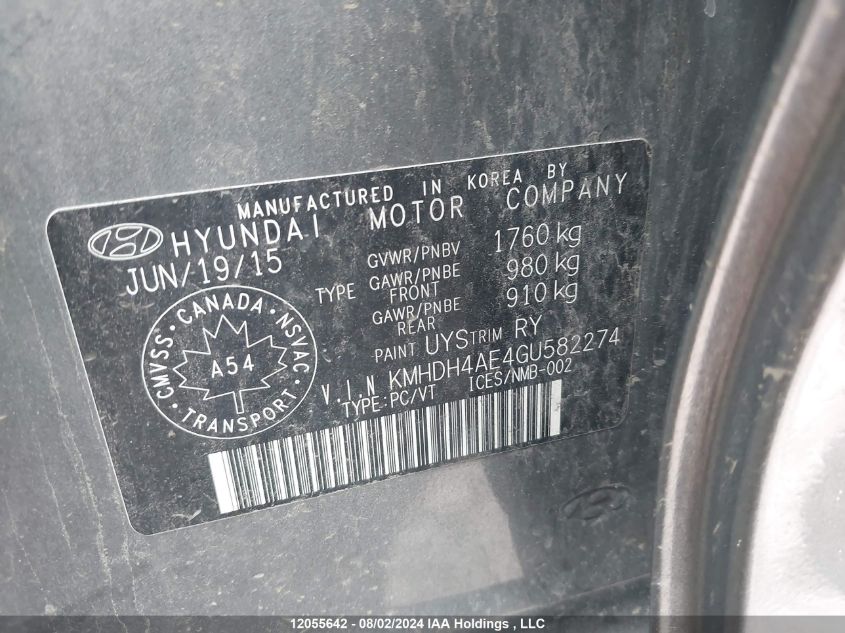 MANUFACTURED IN KOREA BY
HYUNDAI MOTOR COMPANY
JUN/19/15
GVWR/PNBV 1760 kg
TYPE GAWR/PNBE FRONT 980 kg
GAWR/PNBE REAR 910 kg
PAINT UYS TRIM RY
V.I.N KMHDH4AE4GU582274
TYPE:PC/VT ICES/NMB-002
CMVSS · CANADA · NSVAC
A54
· TRANSPORT ·
12055642 - 08/02/2024 IAA Holdings , LLC